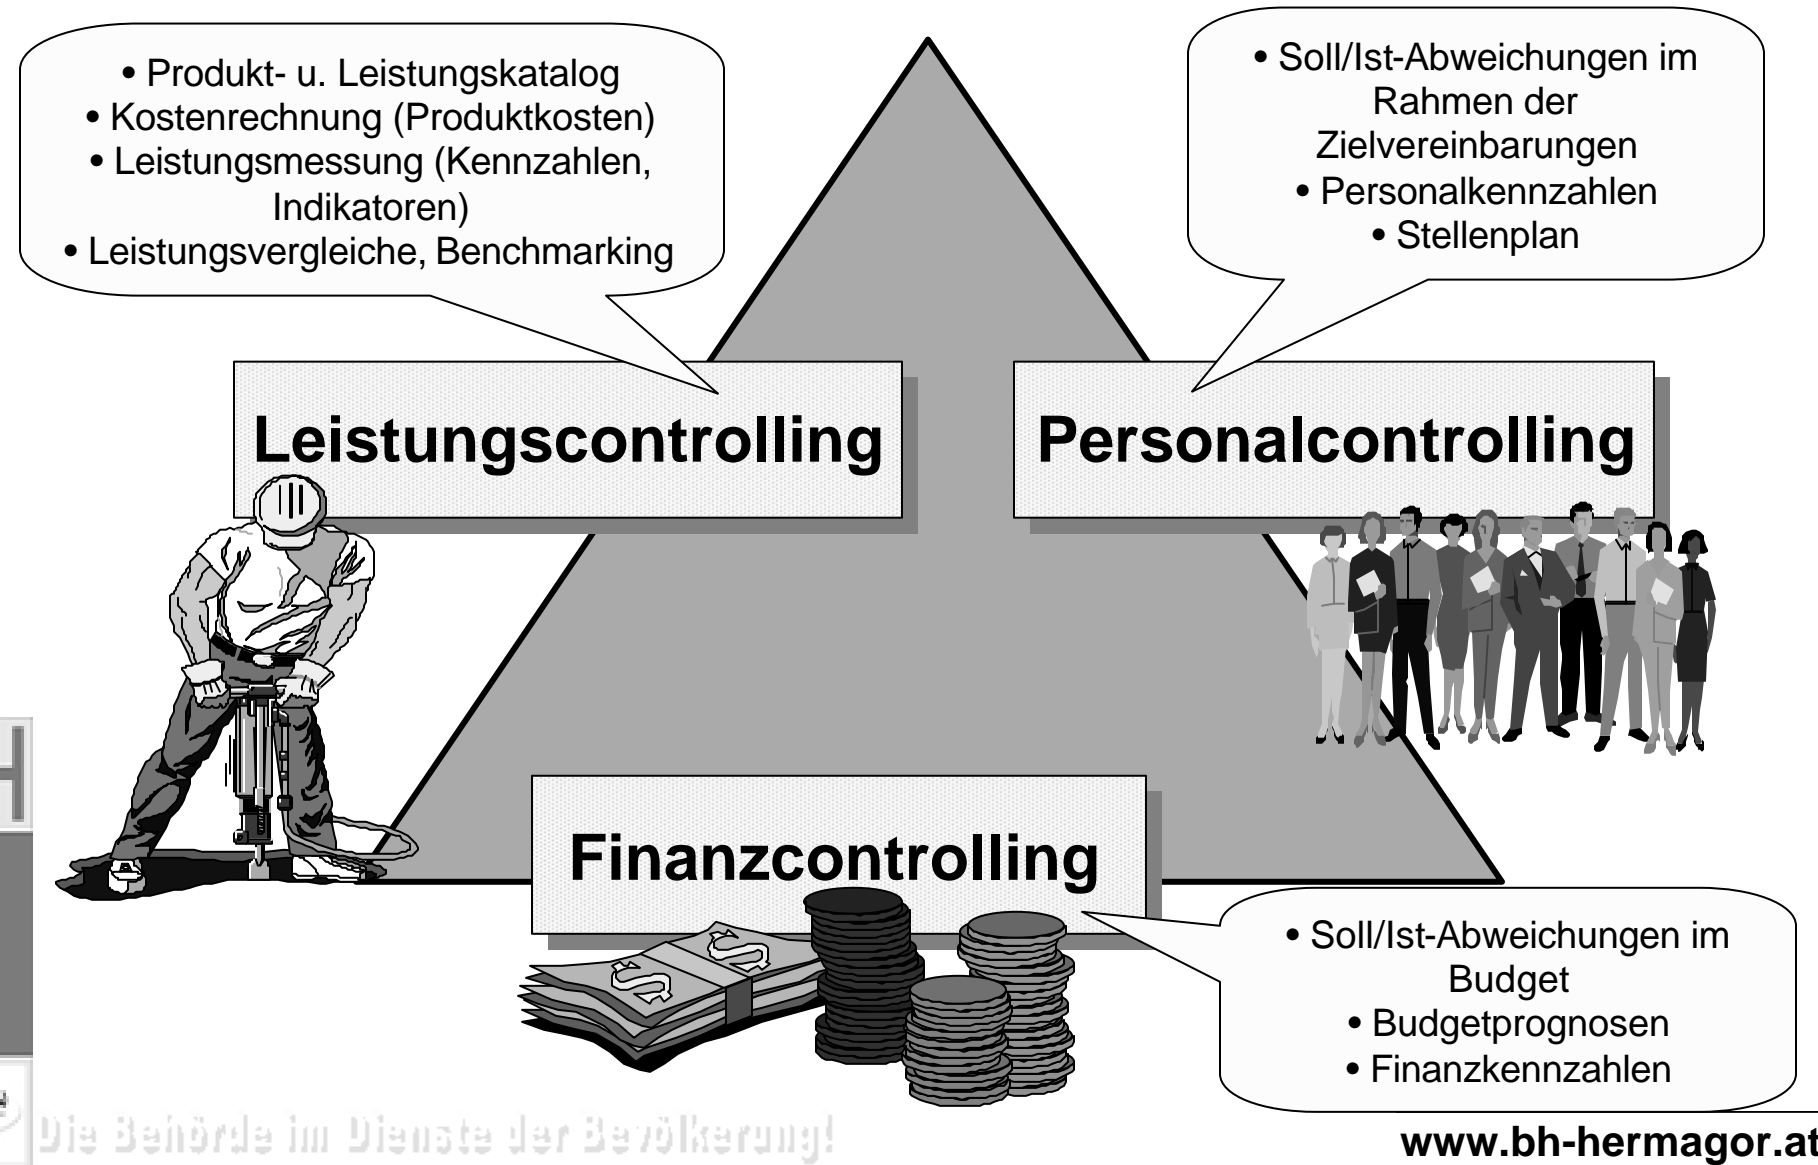 • Produkt- u. Leistungskatalog
• Kostenrechnung (Produktkosten)
• Leistungsmessung (Kennzahlen,
Indikatoren)
• Leistungsvergleiche, Benchmarking
• Soll/Ist-Abweichungen im
Rahmen der
Zielvereinbarungen
• Personalkennzahlen
• Stellenplan
Leistungscontrolling
Personalcontrolling
H
Finanzcontrolling
• Soll/Ist-Abweichungen im
Budget
• Budgetprognosen
• Finanzkennzahlen
Die Behörde im Dienste der Bevölkerung!
www.bh-hermagor.at